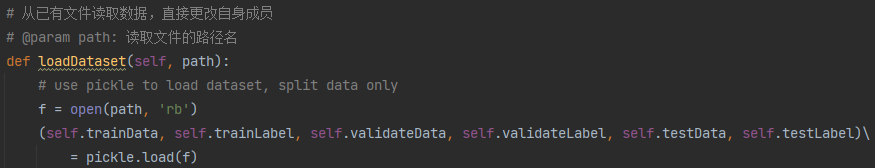 # 从已有文件读取数据，直接更改自身成员
# @param path: 读取文件的路径名
def loadDataset(self, path):
    # use pickle to load dataset, split data only
    f = open(path, 'rb')
    (self.trainData, self.trainLabel, self.validateData, self.validateLabel, self.testData, self.testLabel)\
        = pickle.load(f)